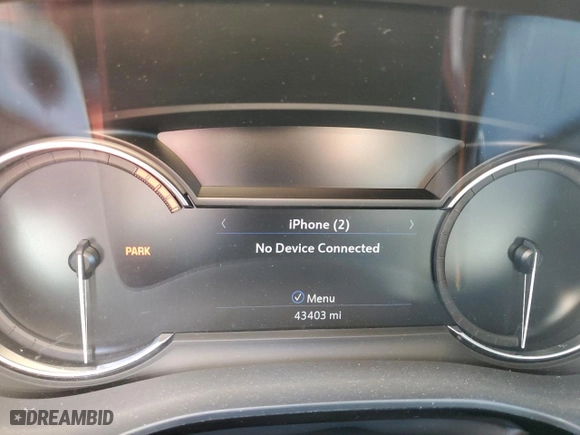 iPhone (2)
PARK
No Device Connected
Menu
43403 mi
DREAMBID